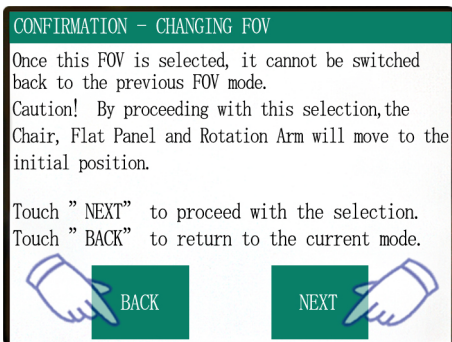 CONFIRMATION - CHANGING FOV
Once this FOV is selected, it cannot be switched
back to the previous FOV mode.
Caution! By proceeding with this selection,the
Chair, Flat Panel and Rotation Arm will move to the
initial position.
Touch ” NEXT” to proceed with the selection.
Touch ” BACK” to return to the current mode.
BACK
NEXT